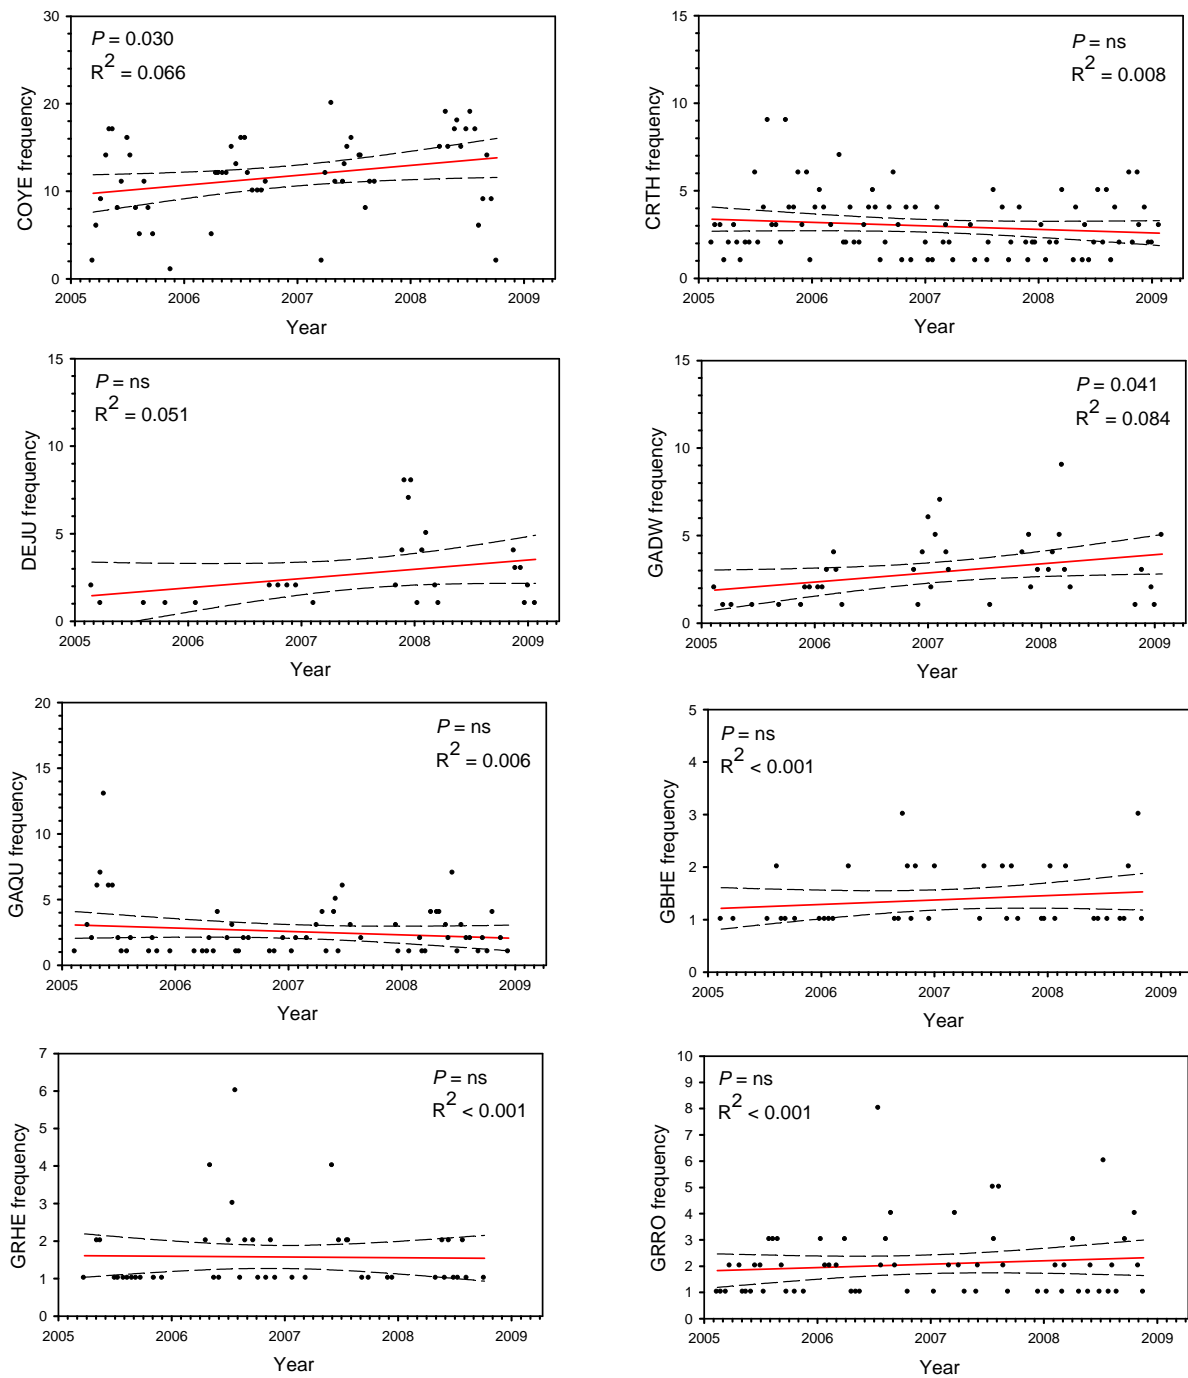 P = 0.030
R2 = 0.066
30
20
10
0
COYE frequency
2005 2006 2007 2008 2009
Year
P = ns
R2 = 0.008
15
10
5
0
CRTH frequency
2005 2006 2007 2008 2009
Year
P = ns
R2 = 0.051
15
10
5
0
DEJU frequency
2005 2006 2007 2008 2009
Year
P = 0.041
R2 = 0.084
15
10
5
0
GADW frequency
2005 2006 2007 2008 2009
Year
P = ns
R2 = 0.006
20
15
10
5
0
GAQU frequency
2005 2006 2007 2008 2009
Year
P = ns
R2 < 0.001
5
4
3
2
1
0
GBHE frequency
2005 2006 2007 2008 2009
Year
P = ns
R2 < 0.001
7
6
5
4
3
2
1
0
GRHE frequency
2005 2006 2007 2008 2009
Year
P = ns
R2 < 0.001
10
9
8
7
6
5
4
3
2
1
0
GRRO frequency
2005 2006 2007 2008 2009
Year